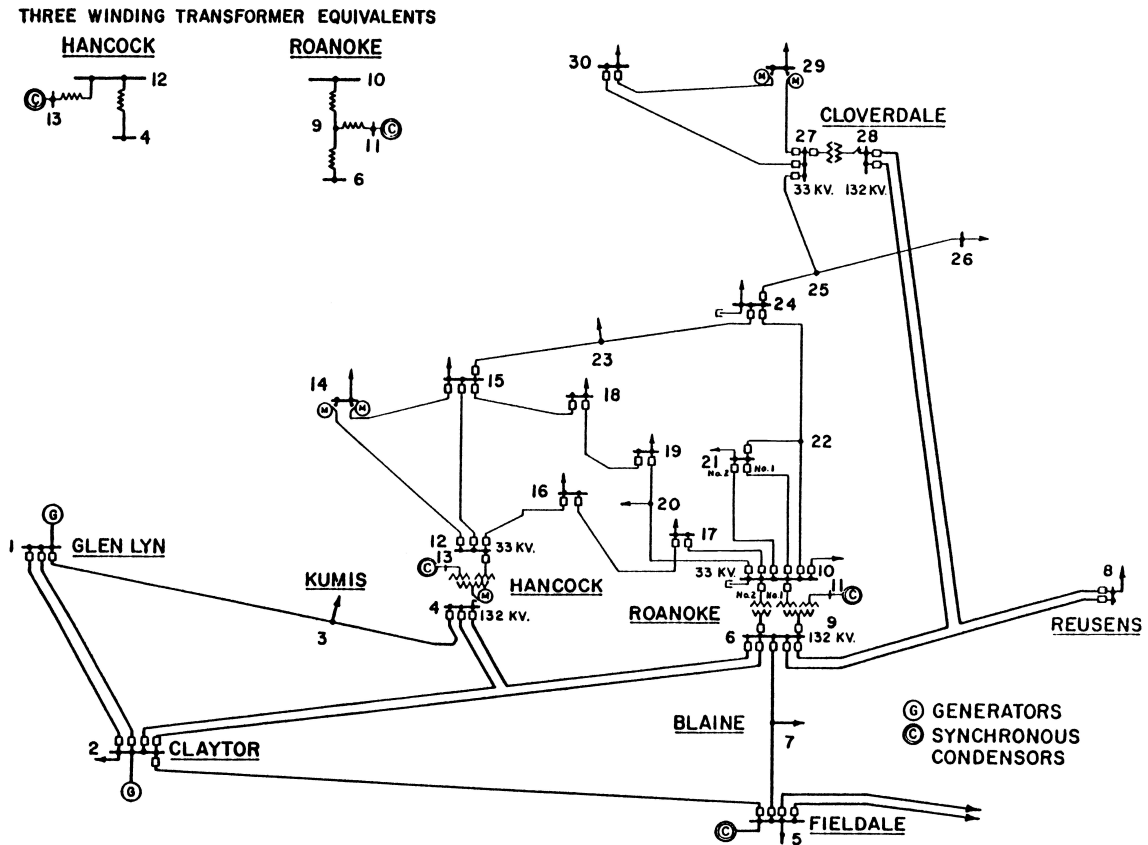 THREE WINDING TRANSFORMER EQUIVALENTS
HANCOCK
ROANOKE
12
C
13
4
10
9
C
11
6
30
29
M
M
CLOVERDALE
27
28
33 KV.
132 KV.
26
25
24
23
15
14
M
M
18
22
19
21
No.2
No.1
16
20
17
G
1
GLEN LYN
12
33 KV.
13
C
HANCOCK
M
KUMIS
4
132 KV.
3
10
33 KV.
No.2
No.1
11
C
ROANOKE
9
6
132 KV.
8
REUSENS
BLAINE
7
2
CLAYTOR
G
G GENERATORS
C SYNCHRONOUS
CONDENSORS
C
5
FIELDALE